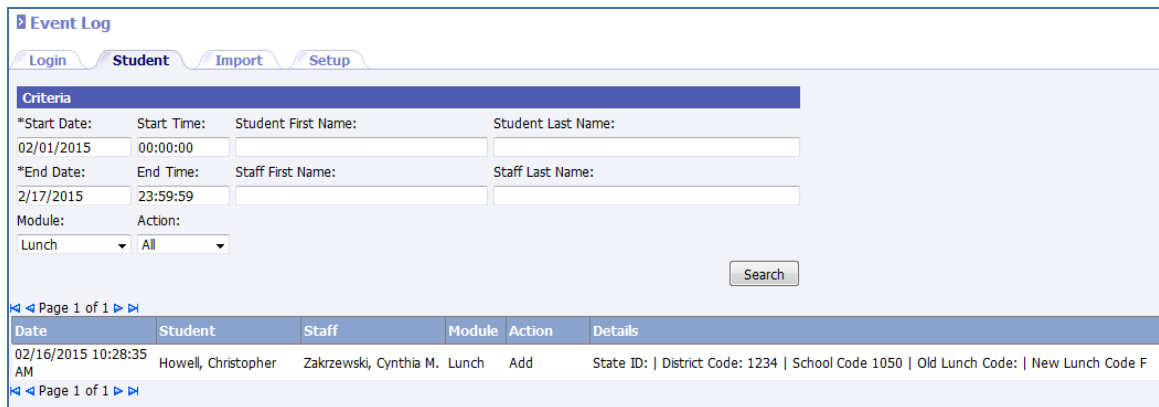 Event Log
Login Student Import Setup
Criteria
*Start Date: Start Time: Student First Name: Student Last Name:
02/01/2015 00:00:00
*End Date: End Time: Staff First Name: Staff Last Name:
2/17/2015 23:59:59
Module: Action:
Lunch All
Search
Page 1 of 1
Date Student Staff Module Action Details
02/16/2015 10:28:35 Howell, Christopher Zakrzewski, Cynthia M. Lunch Add State ID: | District Code: 1234 | School Code 1050 | Old Lunch Code: | New Lunch Code F
AM
Page 1 of 1